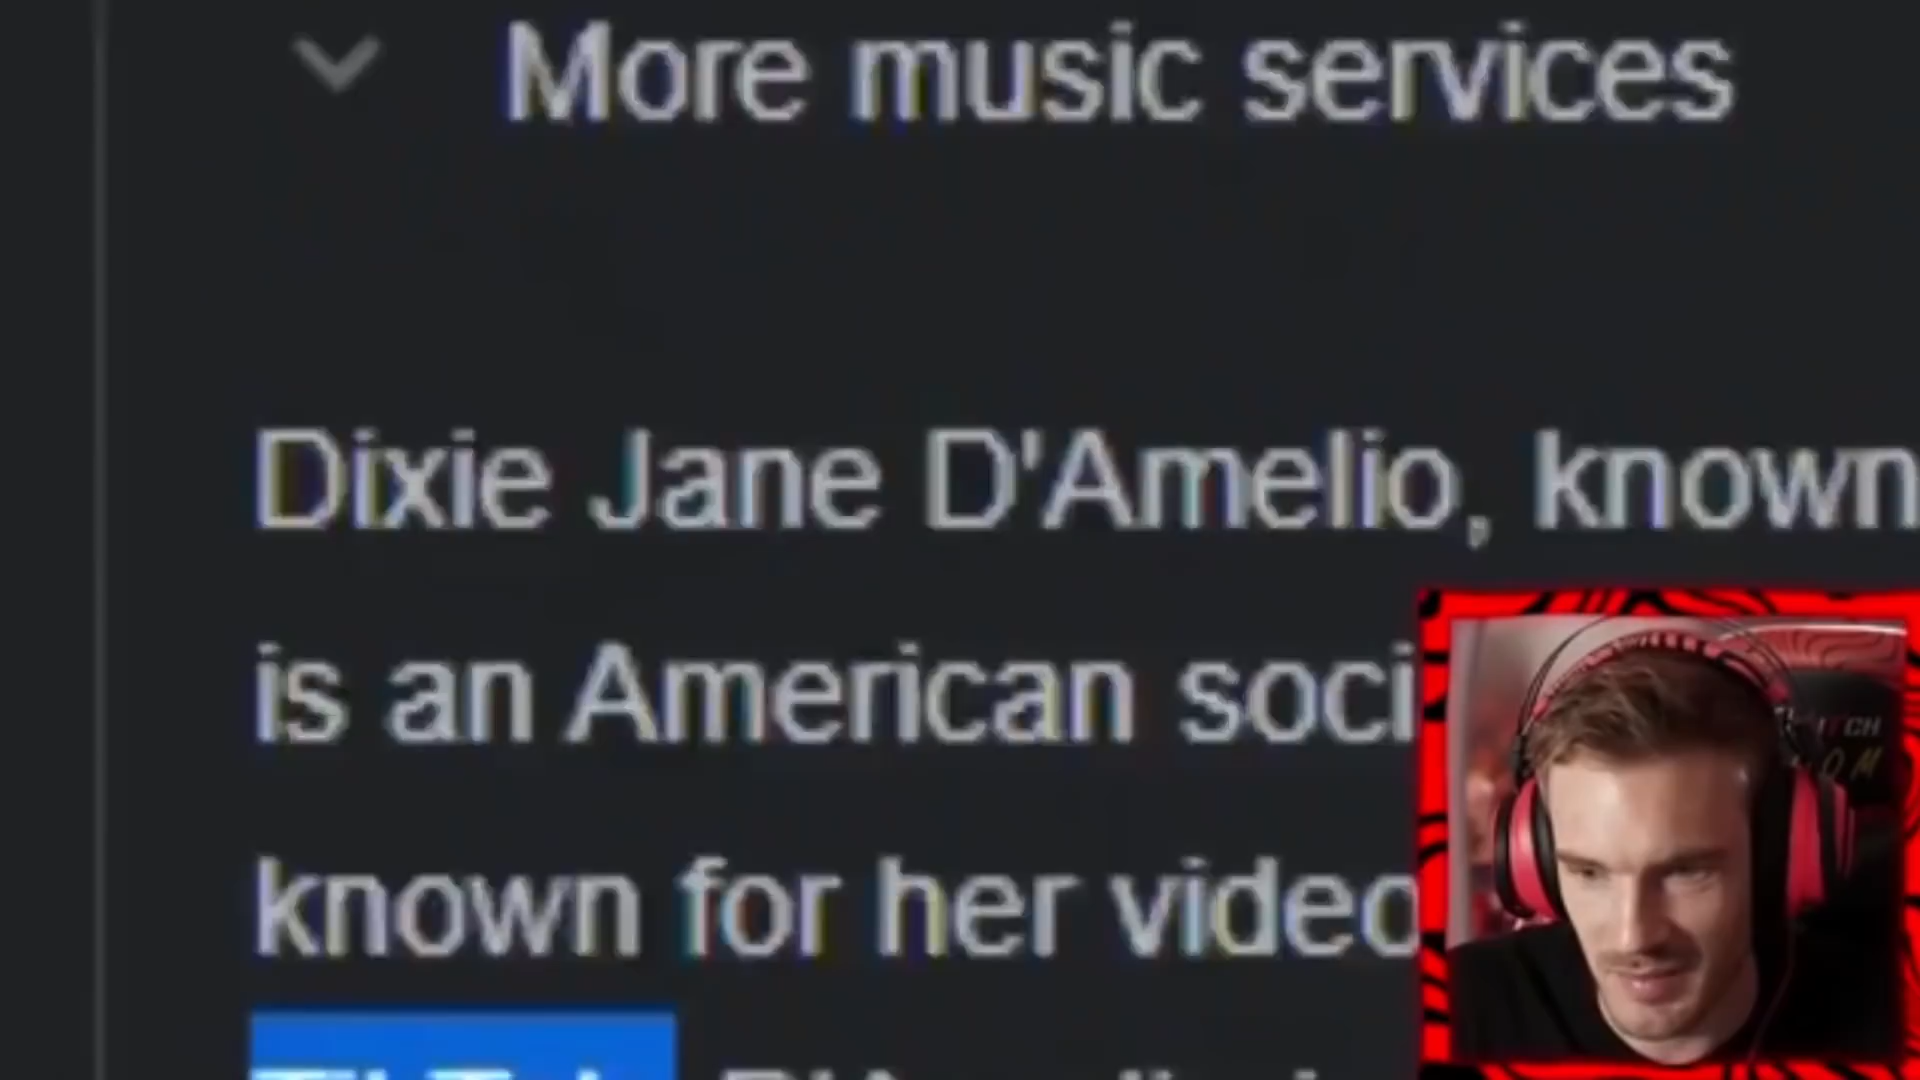 More music services
Dixie Jane D'Amelio, known
is an American soci
known for her video